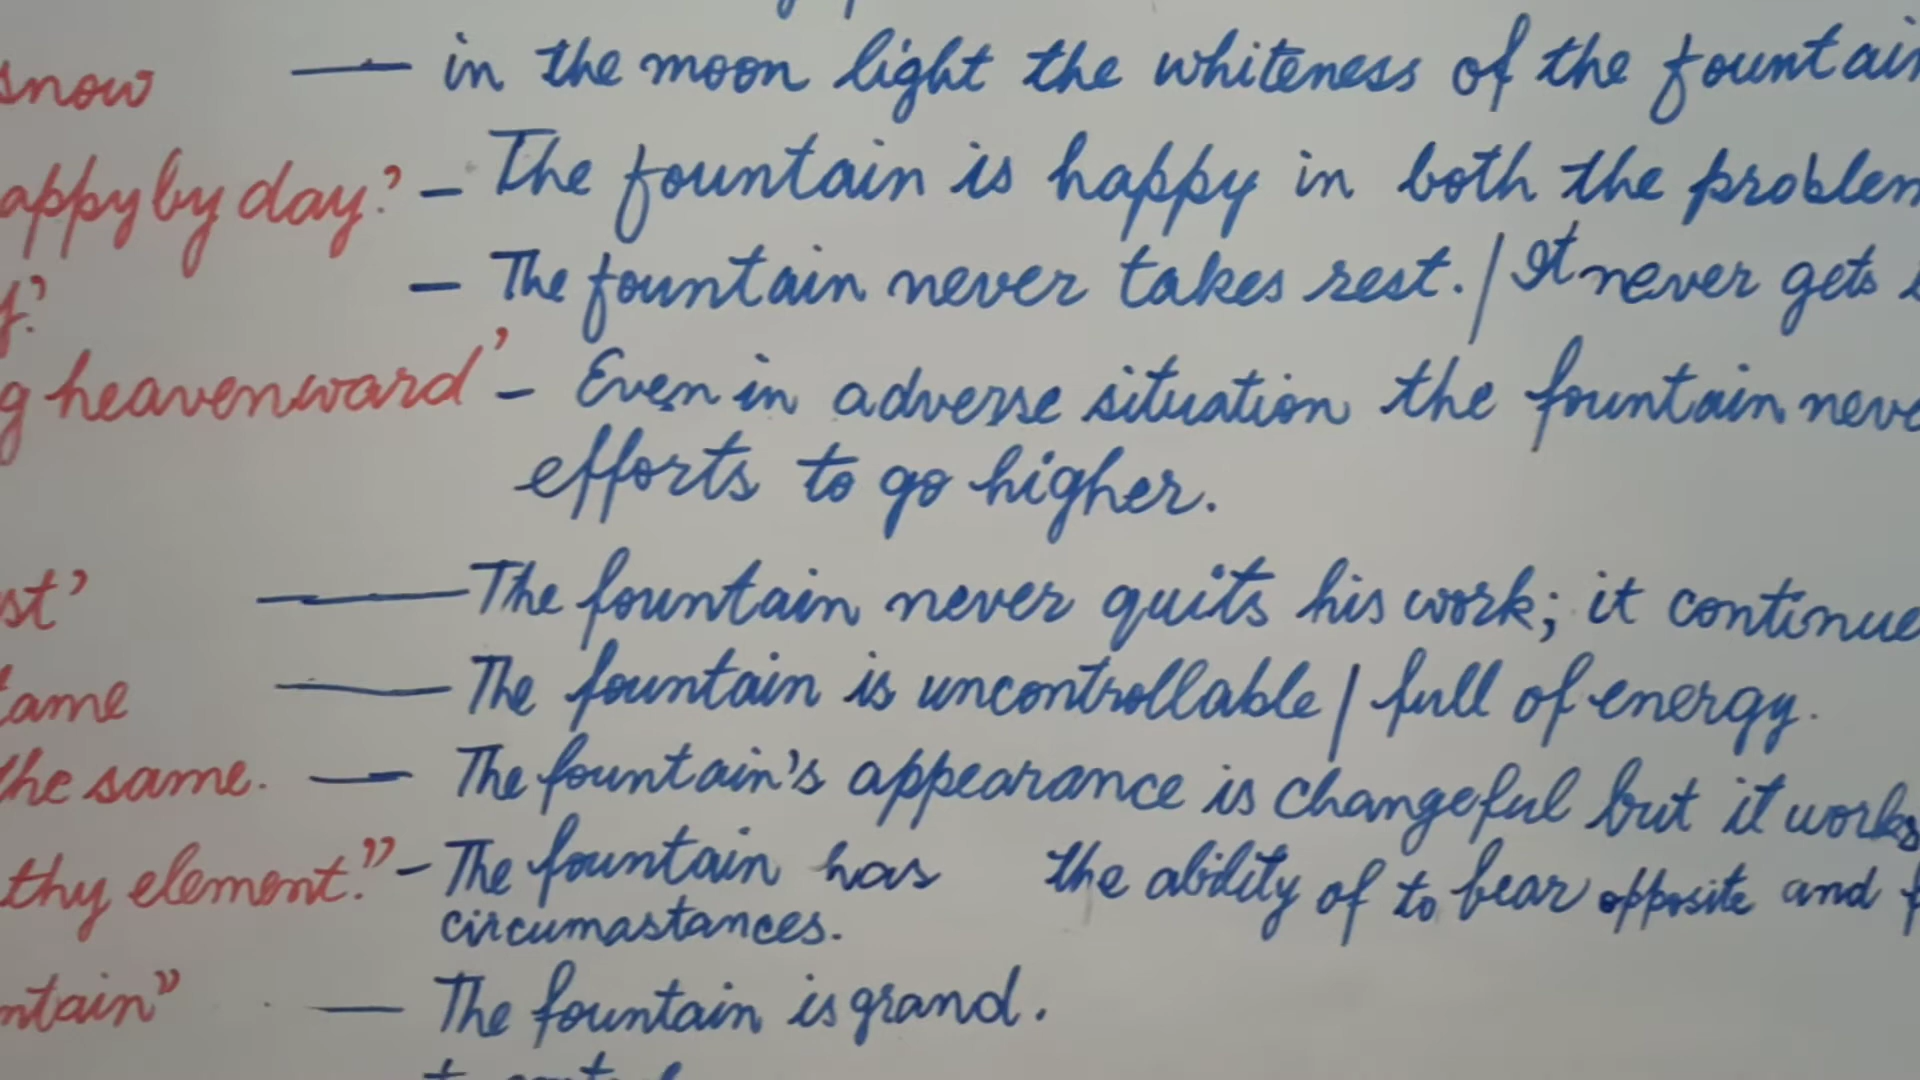 snow — in the moon light the whiteness of the fountain
appy by day?' - The fountain is happy in both the problem
y?' - The fountain never takes rest. / It never gets
g heavenward' - Even in adverse situation the fountain neve
efforts to go higher.
st' — The fountain never quits his work; it continue
tame — The fountain is uncontrollable / full of energy.
the same. — The fountain's appearance is changeful but it works
thy element." - The fountain has the ability of to bear opposite and f
circumastances.
ntain" — The fountain is grand.